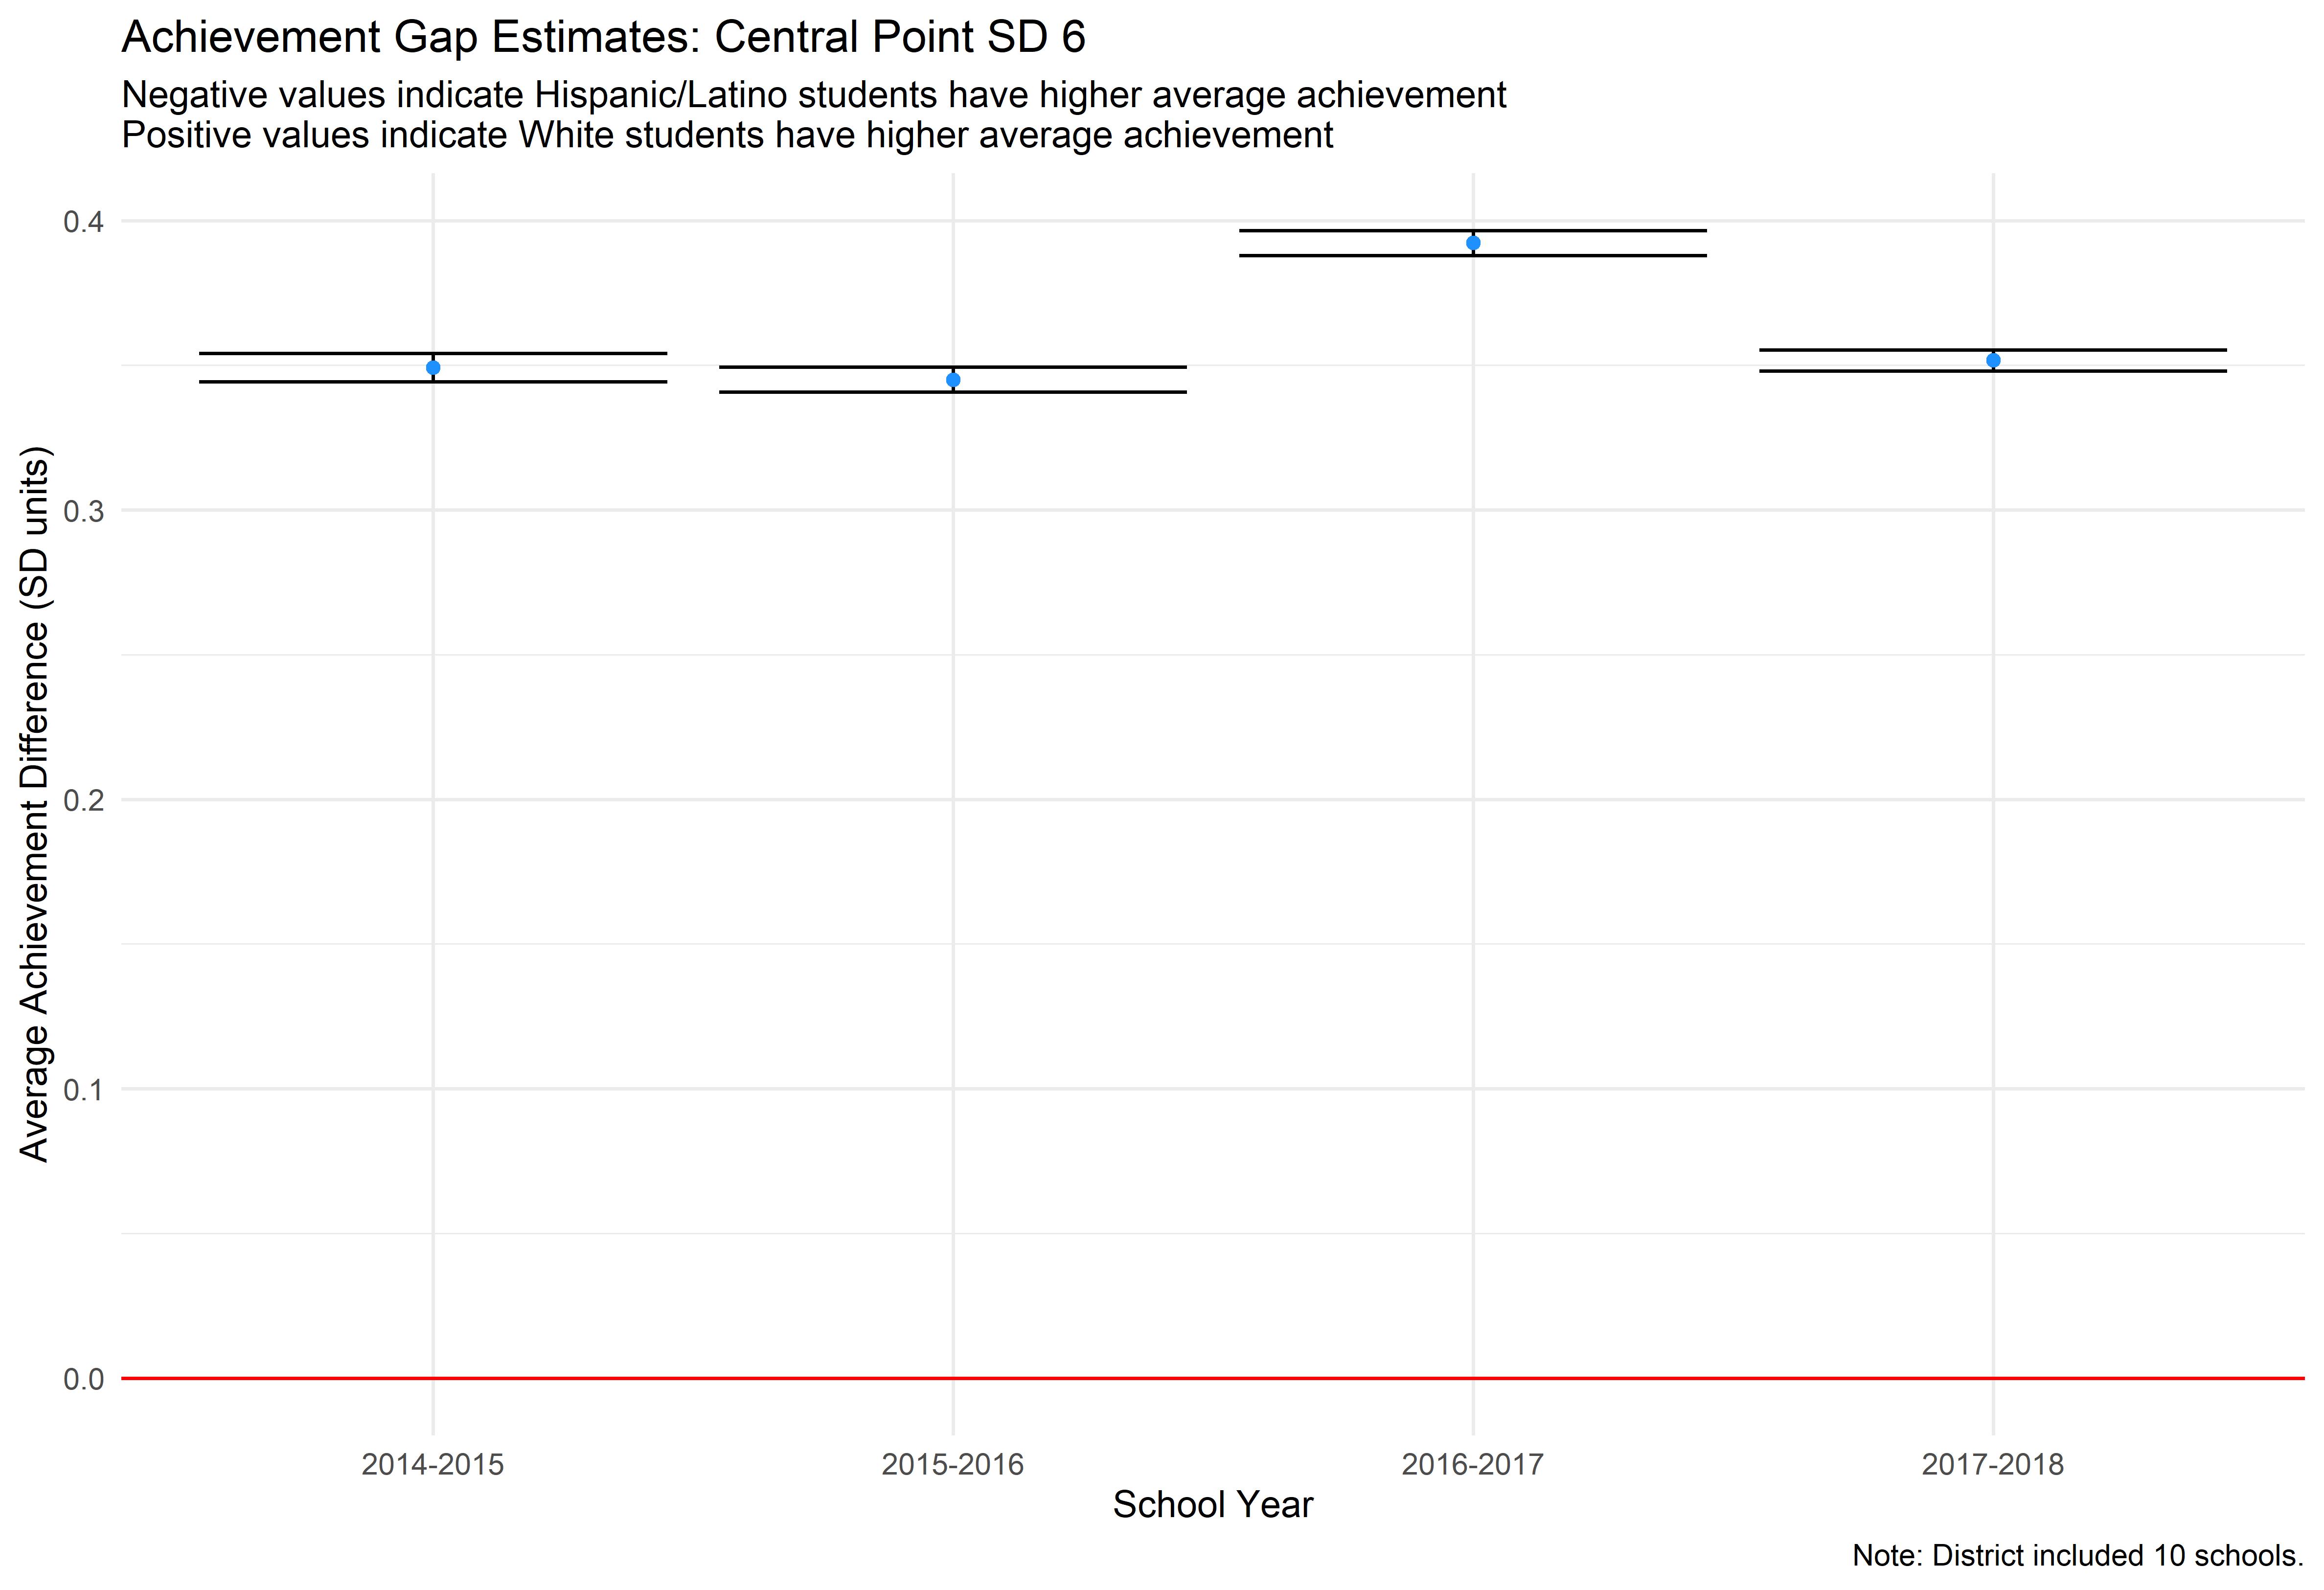 Achievement Gap Estimates: Central Point SD 6
Negative values indicate Hispanic/Latino students have higher average achievement
Positive values indicate White students have higher average achievement
Average Achievement Difference (SD units)
0.4
0.3
0.2
0.1
0.0
2014-2015
2015-2016
2016-2017
2017-2018
School Year
Note: District included 10 schools.